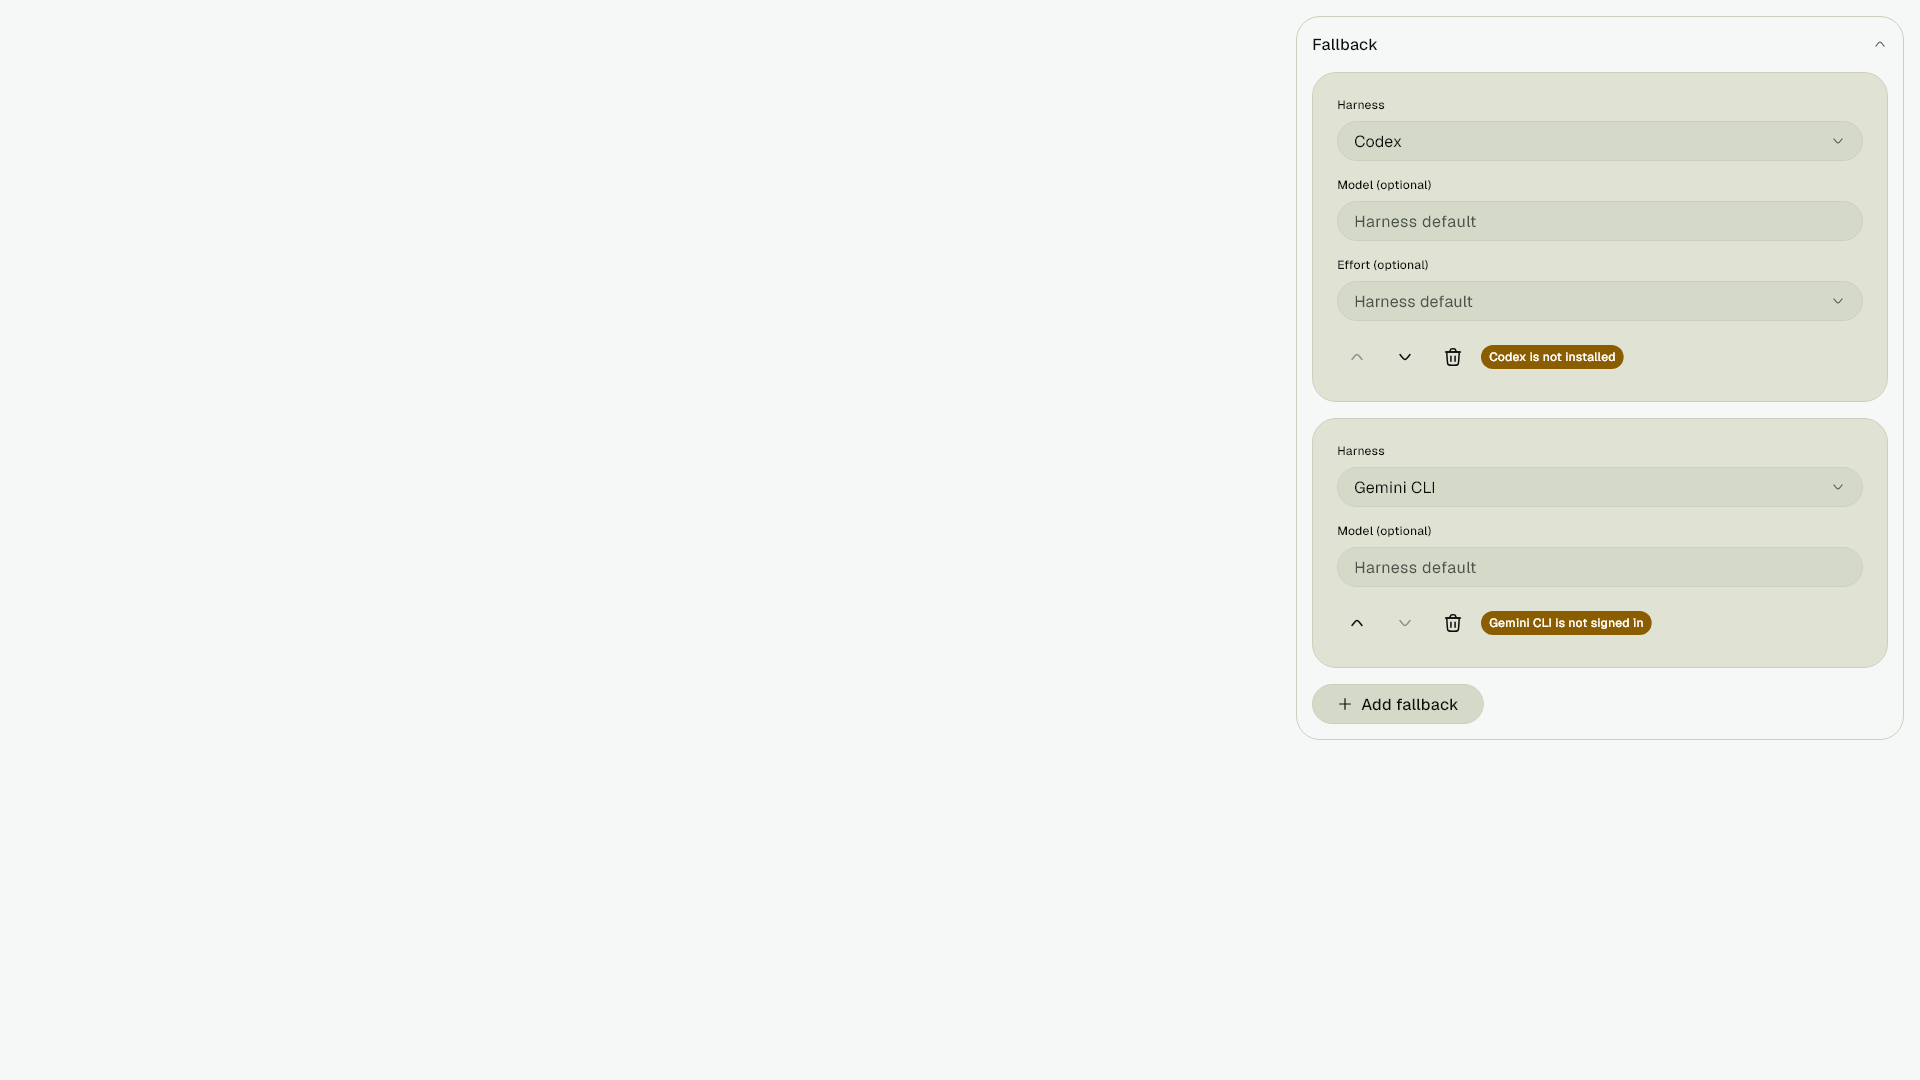 Fallback
Harness
Codex
Model (optional)
Harness default
Effort (optional)
Harness default
Codex is not installed
Harness
Gemini CLI
Model (optional)
Harness default
Gemini CLI is not signed in
Add fallback